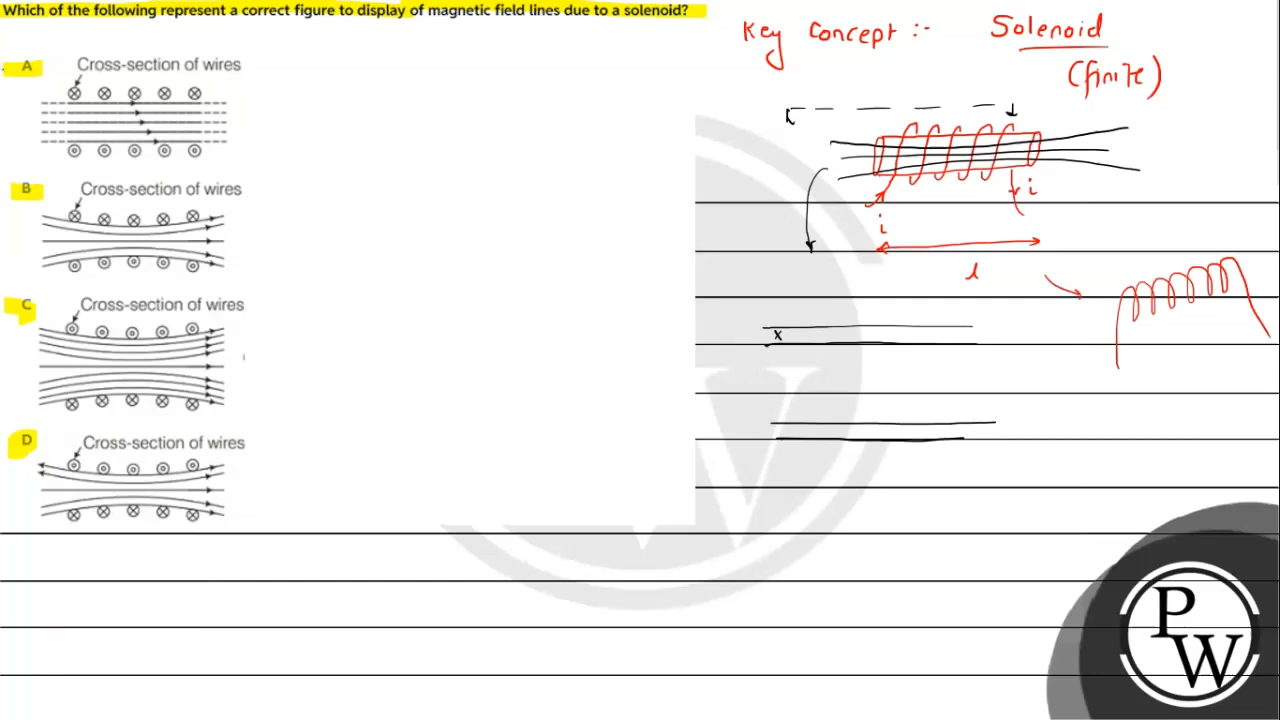 Which of the following represent a correct figure to display of magnetic field lines due to a solenoid?
Key Concept :- Solenoid
(finite)
A
Cross-section of wires
B
Cross-section of wires
C
Cross-section of wires
D
Cross-section of wires
i
i
l
x
P
W